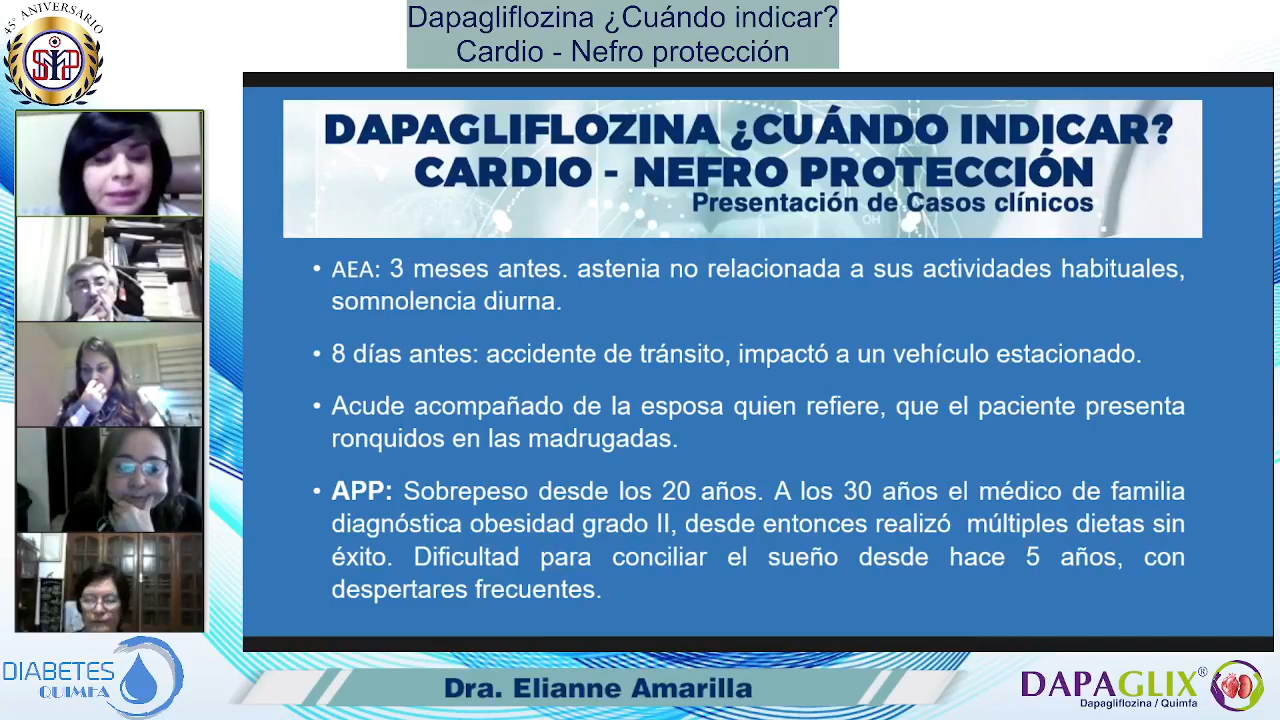 45° ANIVERSARIO
Dapagliflozina ¿Cuándo indicar?
Cardio - Nefro protección
DAPAGLIFLOZINA ¿CUÁNDO INDICAR?
CARDIO - NEFRO PROTECCIÓN
Presentación de Casos clínicos
OH
• AEA: 3 meses antes. astenia no relacionada a sus actividades habituales,
somnolencia diurna.
• 8 días antes: accidente de tránsito, impactó a un vehículo estacionado.
• Acude acompañado de la esposa quien refiere, que el paciente presenta
ronquidos en las madrugadas.
• APP: Sobrepeso desde los 20 años. A los 30 años el médico de familia
diagnóstica obesidad grado II, desde entonces realizó múltiples dietas sin
éxito. Dificultad para conciliar el sueño desde hace 5 años, con
despertares frecuentes.
DIABETES
QUIMFA
Dra. Elianne Amarilla
DAPAGLIX®
Dapagliflozina / Quimfa